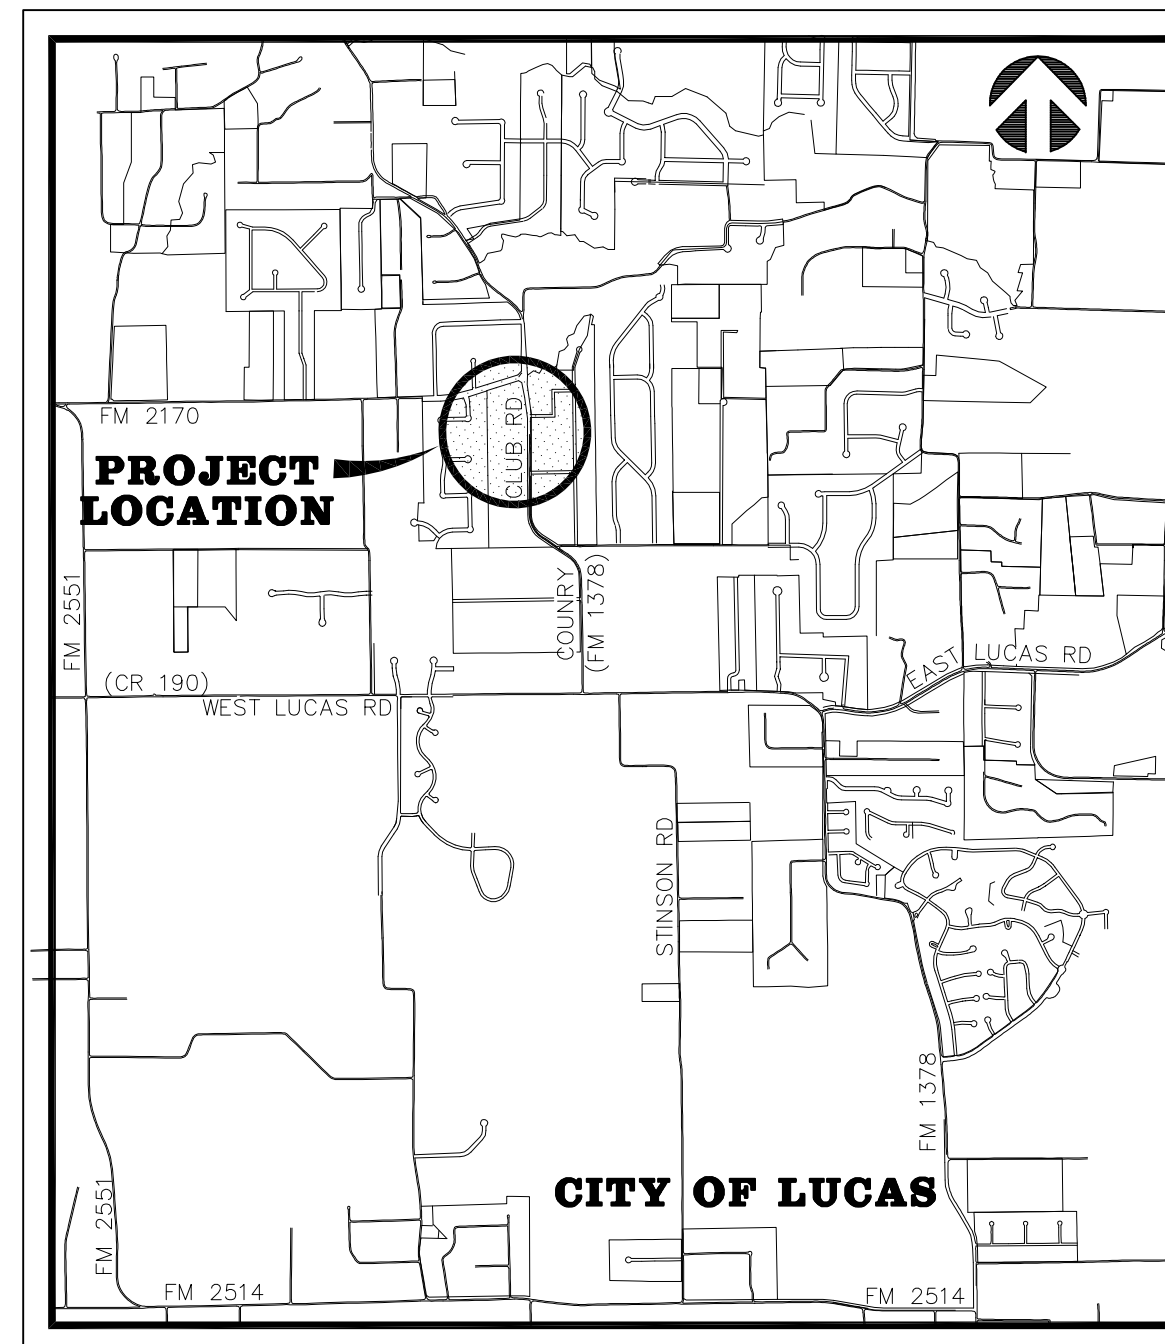 FM 2170
CLUB RD
PROJECT
LOCATION
FM 2551
COUNRY
(FM 1378)
(CR 190)
WEST LUCAS RD
EAST LUCAS RD
STINSON RD
FM 1378
CITY OF LUCAS
FM 2551
FM 2514
FM 2514